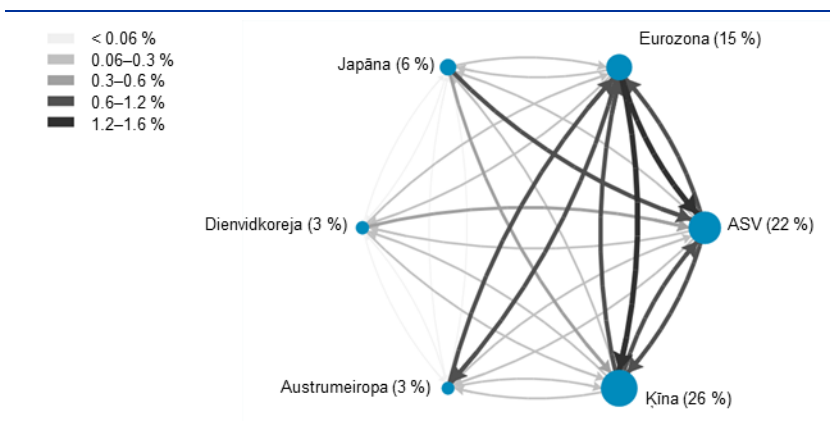 < 0.06 %
0.06–0.3 %
0.3–0.6 %
0.6–1.2 %
1.2–1.6 %
Eurozona (15 %)
Japāna (6 %)
Dienvidkoreja (3 %)
ASV (22 %)
Austrumeiropa (3 %)
Ķīna (26 %)